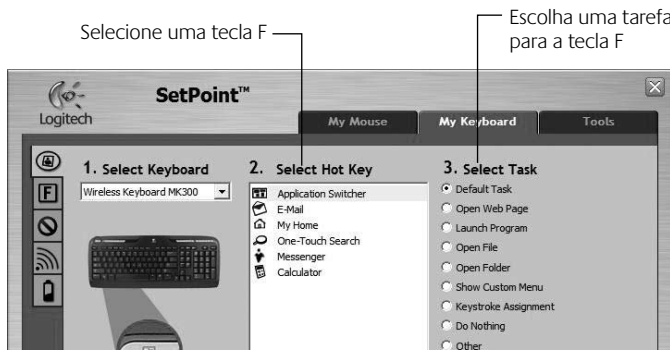 Selecione uma tecla F
Escolha uma tarefa
para a tecla F
Logitech
SetPoint™
My Mouse
My Keyboard
Tools
1. Select Keyboard
Wireless Keyboard MK300
2. Select Hot Key
Application Switcher
E-Mail
My Home
One-Touch Search
Messenger
Calculator
3. Select Task
Default Task
Open Web Page
Launch Program
Open File
Open Folder
Show Custom Menu
Keystroke Assignment
Do Nothing
Other
F